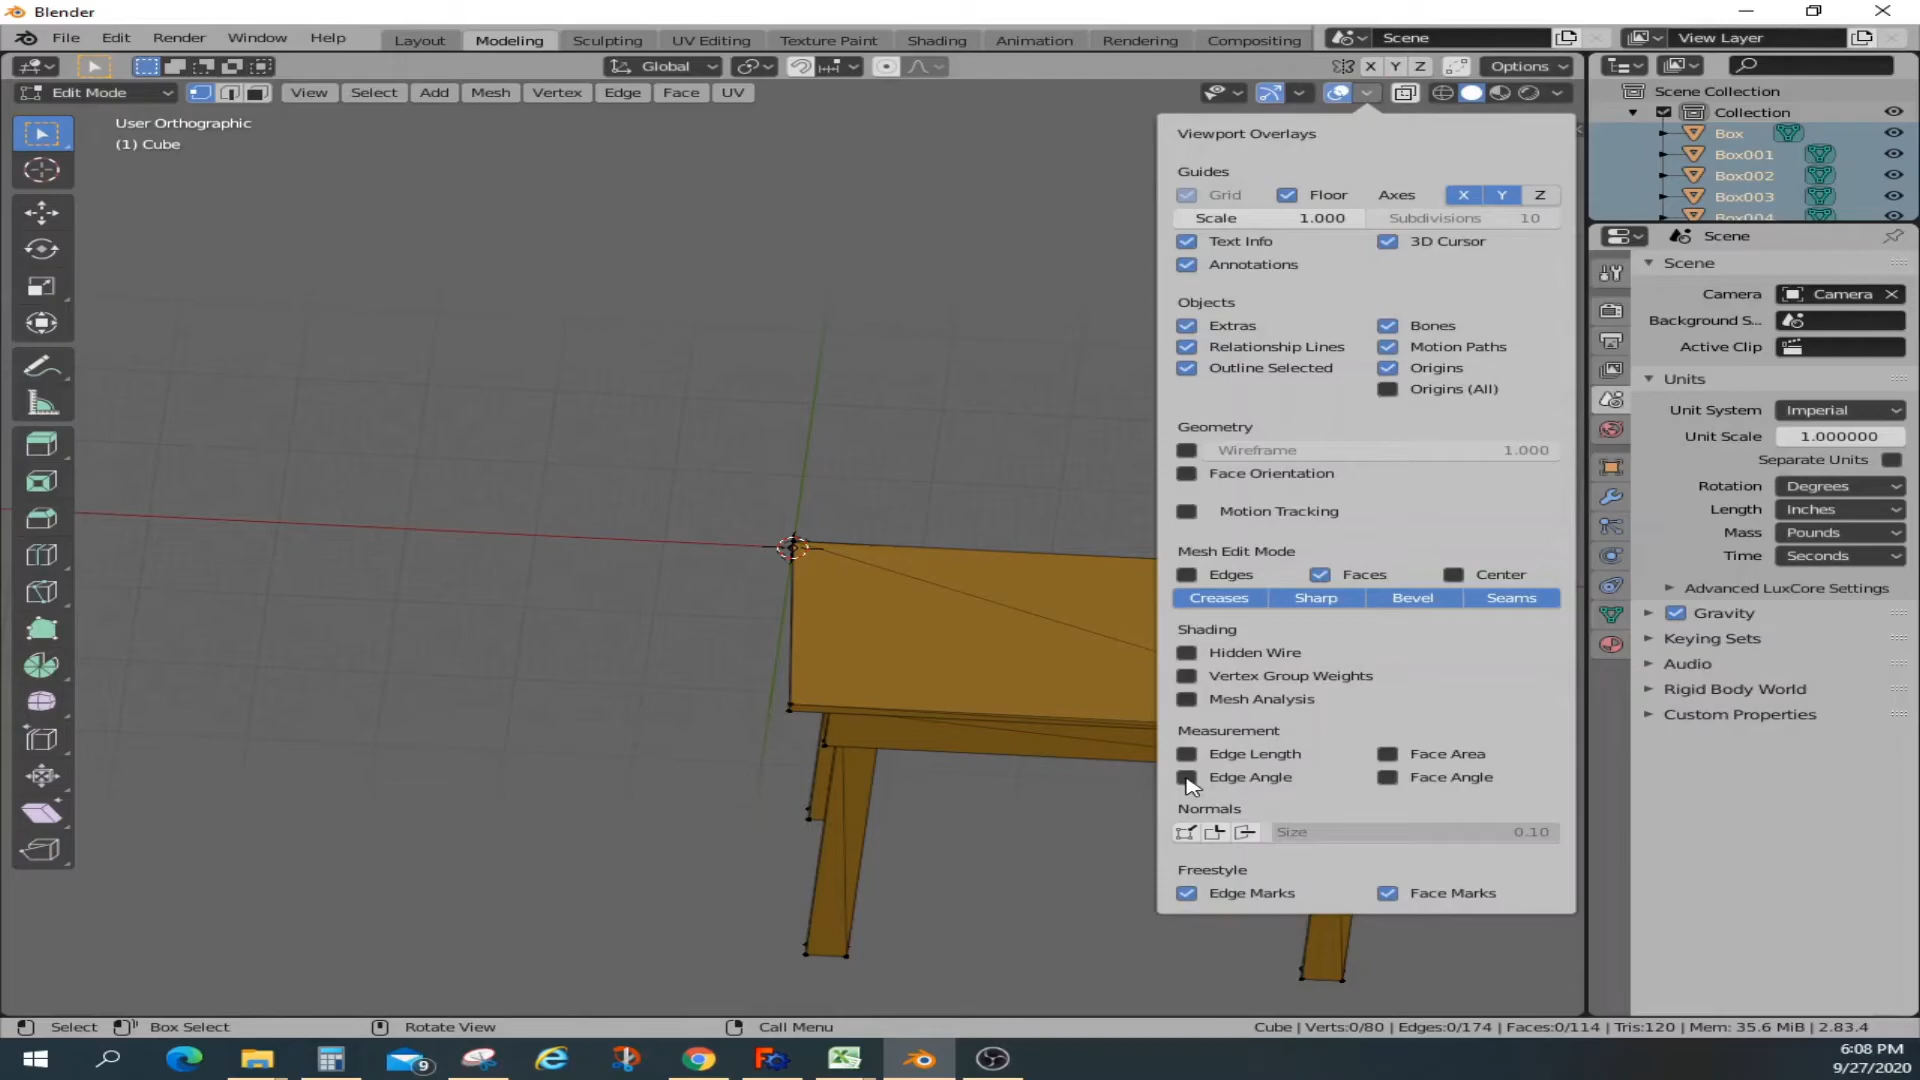 Blender
File Edit Render Window Help
Layout Modeling Sculpting UV Editing Texture Paint Shading Animation Rendering Compositing
Scene
View Layer
Global
X Y Z
Options
Edit Mode
View Select Add Mesh Vertex Edge Face UV
User Orthographic
(1) Cube
Viewport Overlays
Guides
Grid Floor Axes X Y Z
Scale 1.000 Subdivisions 10
Text Info 3D Cursor
Annotations
Objects
Extras Bones
Relationship Lines Motion Paths
Outline Selected Origins
Origins (All)
Geometry
Wireframe 1.000
Face Orientation
Motion Tracking
Mesh Edit Mode
Edges Faces Center
Creases Sharp Bevel Seams
Shading
Hidden Wire
Vertex Group Weights
Mesh Analysis
Measurement
Edge Length Face Area
Edge Angle Face Angle
Normals
Size 0.10
Freestyle
Edge Marks Face Marks
Scene Collection
Collection
Box
Box001
Box002
Box003
Box004
Scene
Scene
Camera Camera
Background S...
Active Clip
Units
Unit System Imperial
Unit Scale 1.000000
Separate Units
Rotation Degrees
Length Inches
Mass Pounds
Time Seconds
Advanced LuxCore Settings
Gravity
Keying Sets
Audio
Rigid Body World
Custom Properties
Select Box Select Rotate View Call Menu
Cube | Verts:0/80 | Edges:0/174 | Faces:0/114 | Tris:120 | Mem: 35.6 MiB | 2.83.4
9
6:08 PM
9/27/2020